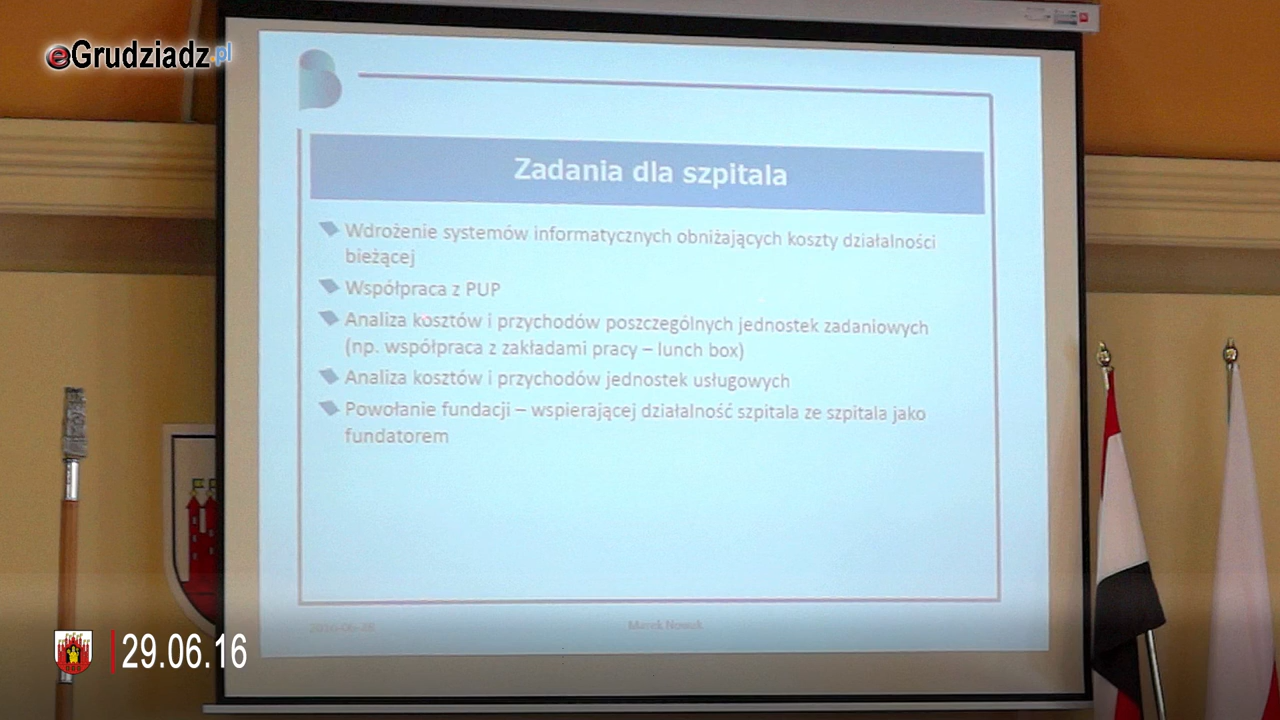 eGrudziadz.pl
Zadania dla szpitala
Wdrożenie systemów informatycznych obniżających koszty działalności
bieżącej
Współpraca z PUP
Analiza kosztów i przychodów poszczególnych jednostek zadaniowych
(np. współpraca z zakładami pracy – lunch box)
Analiza kosztów i przychodów jednostek usługowych
Powołanie fundacji – wspierającej działalność szpitala ze szpitala jako
fundatorem
Marek Nowak
29.06.16